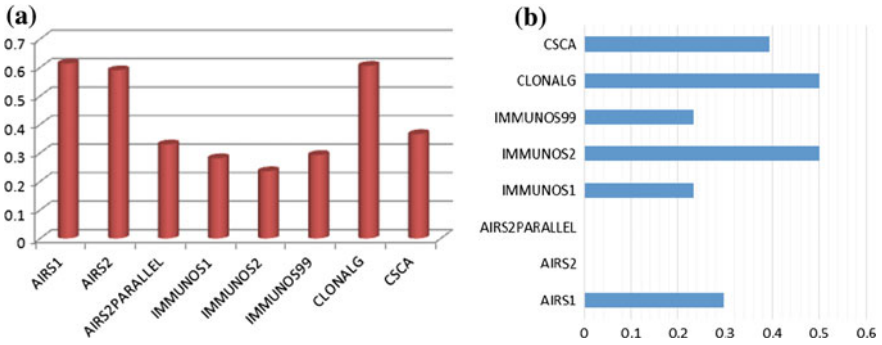 (a)
0.7
0.6
0.5
0.4
0.3
0.2
0.1
0
AIRS1
AIRS2
AIRS2PARALLEL
IMMUNOS1
IMMUNOS2
IMMUNOS99
CLONALG
CSCA
(b)
CSCA
CLONALG
IMMUNOS99
IMMUNOS2
IMMUNOS1
AIRS2PARALLEL
AIRS2
AIRS1
0 0.1 0.2 0.3 0.4 0.5 0.6